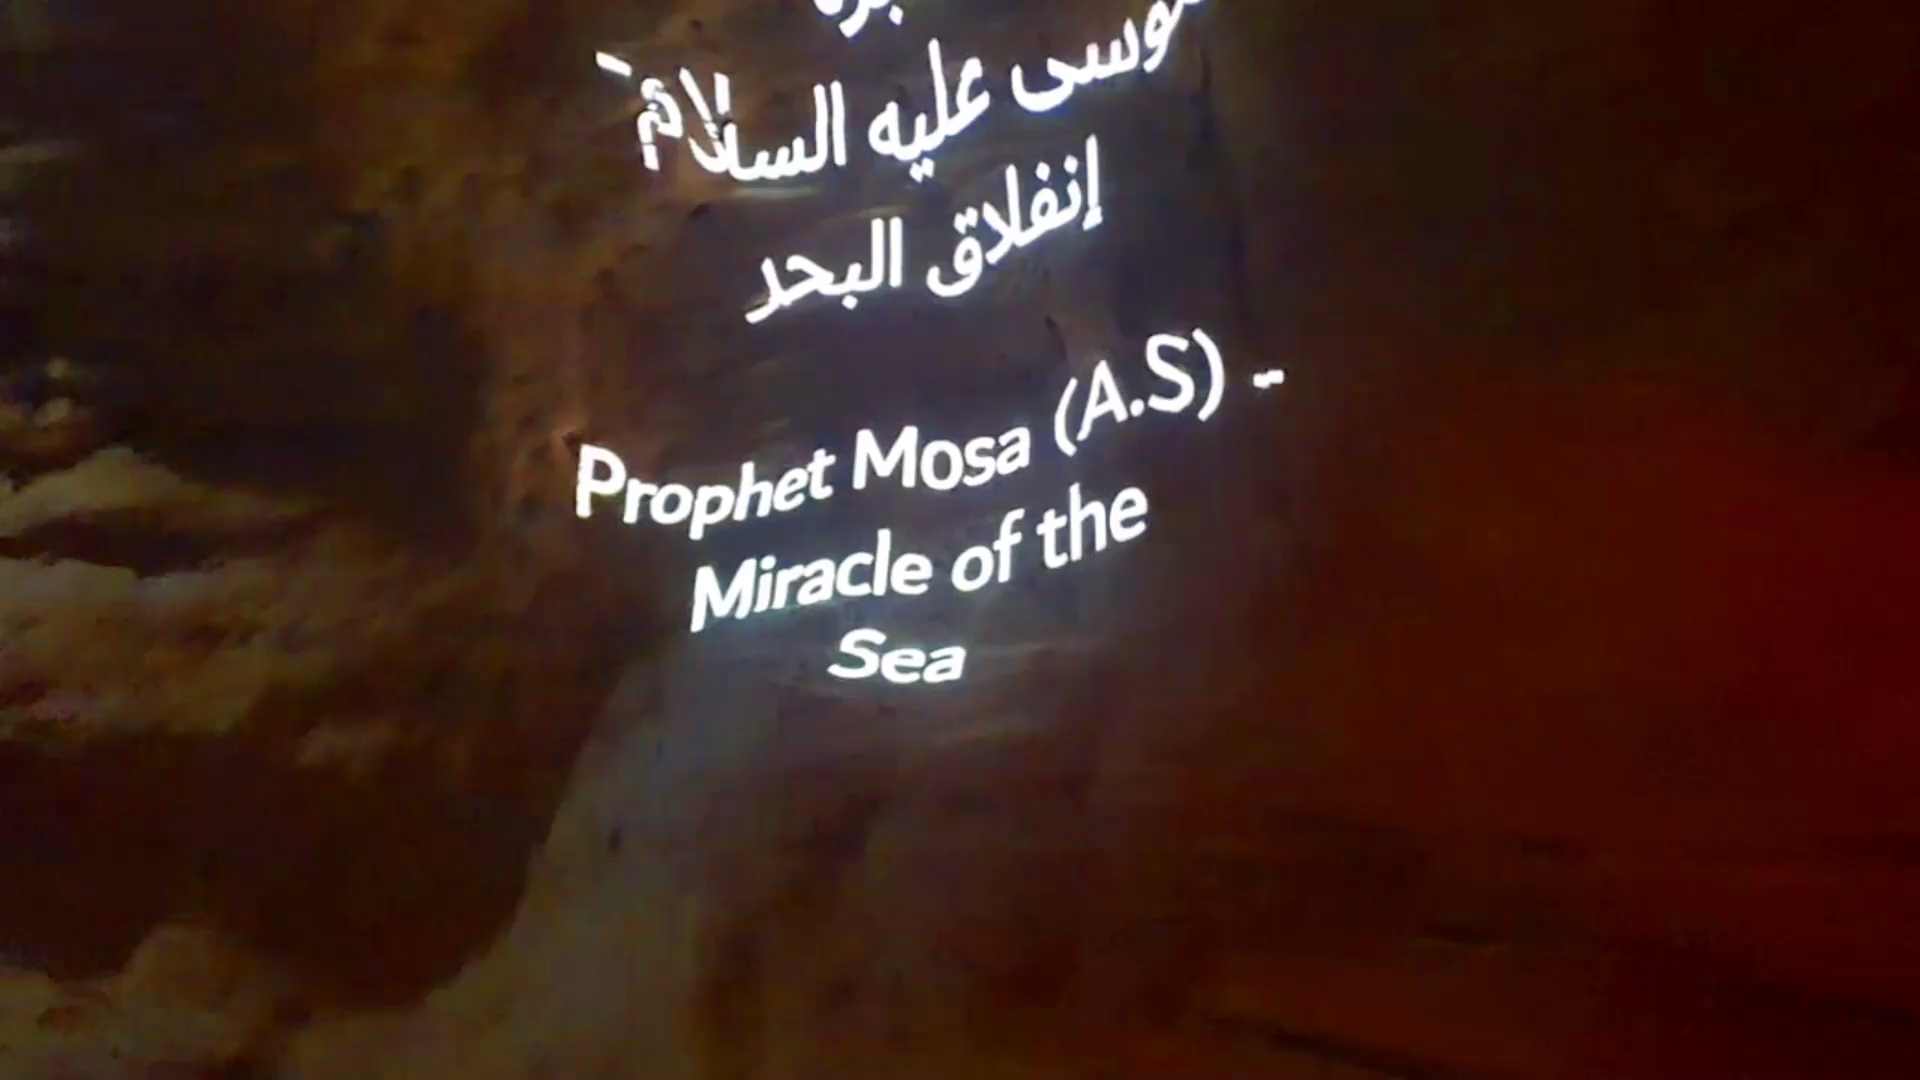 موسى عليه السلام -
إنفلاق البحر
Prophet Mosa (A.S) -
Miracle of the
Sea